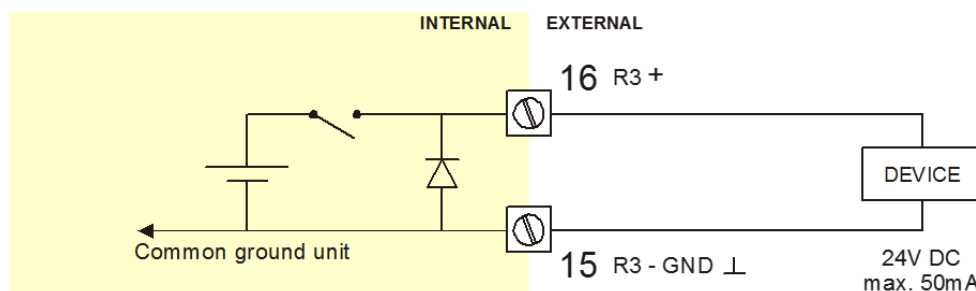 INTERNAL EXTERNAL
16 R3 +
DEVICE
Common ground unit
15 R3 - GND ⊥
24V DC
max. 50mA